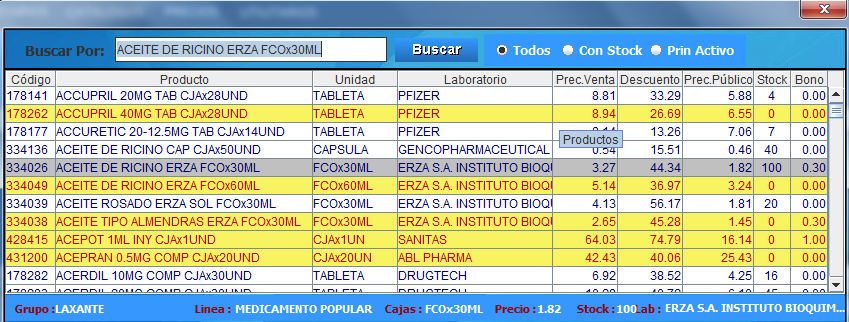 Buscar Por: ACEITE DE RICINO ERZA FCOx30ML Buscar Todos Con Stock Prin Activo
Código Producto Unidad Laboratorio Prec.Venta Descuento Prec.Público Stock Bono
178141 ACCUPRIL 20MG TAB CJAx28UND TABLETA PFIZER 8.81 33.29 5.88 4 0.00
178262 ACCUPRIL 40MG TAB CJAx28UND TABLETA PFIZER 8.94 26.69 6.55 0 0.00
178177 ACCURETIC 20-12.5MG TAB CJAx14UND TABLETA PFIZER 13.26 7.06 7 0.00
Productos
334136 ACEITE DE RICINO CAP CJAx50UND CAPSULA GENCOPHARMACEUTICAL 0.54 15.51 0.46 40 0.00
334026 ACEITE DE RICINO ERZA FCOx30ML FCOx30ML ERZA S.A. INSTITUTO BIOQU 3.27 44.34 1.82 100 0.30
334049 ACEITE DE RICINO ERZA FCOx60ML FCOx60ML ERZA S.A. INSTITUTO BIOQU 5.14 36.97 3.24 0 0.00
334039 ACEITE ROSADO ERZA SOL FCOx30ML FCOx30ML ERZA S.A. INSTITUTO BIOQU 4.13 56.17 1.81 20 0.00
334038 ACEITE TIPO ALMENDRAS ERZA FCOx30ML FCOx30ML ERZA S.A. INSTITUTO BIOQU 2.65 45.28 1.45 0 0.30
428415 ACEPOT 1ML INY CJAx1UND CJAx1UN SANITAS 64.03 74.79 16.14 0 1.00
431200 ACEPRAN 0.5MG COMP CJAx20UND CJAx20UN ABL PHARMA 42.43 40.06 25.43 0 0.00
178282 ACERDIL 10MG COMP CJAx30UND TABLETA DRUGTECH 6.92 38.52 4.25 16 0.00
Grupo : LAXANTE Linea : MEDICAMENTO POPULAR Cajas : FCOx30ML Precio : 1.82 Stock : 100 Lab : ERZA S.A. INSTITUTO BIOQUIM...